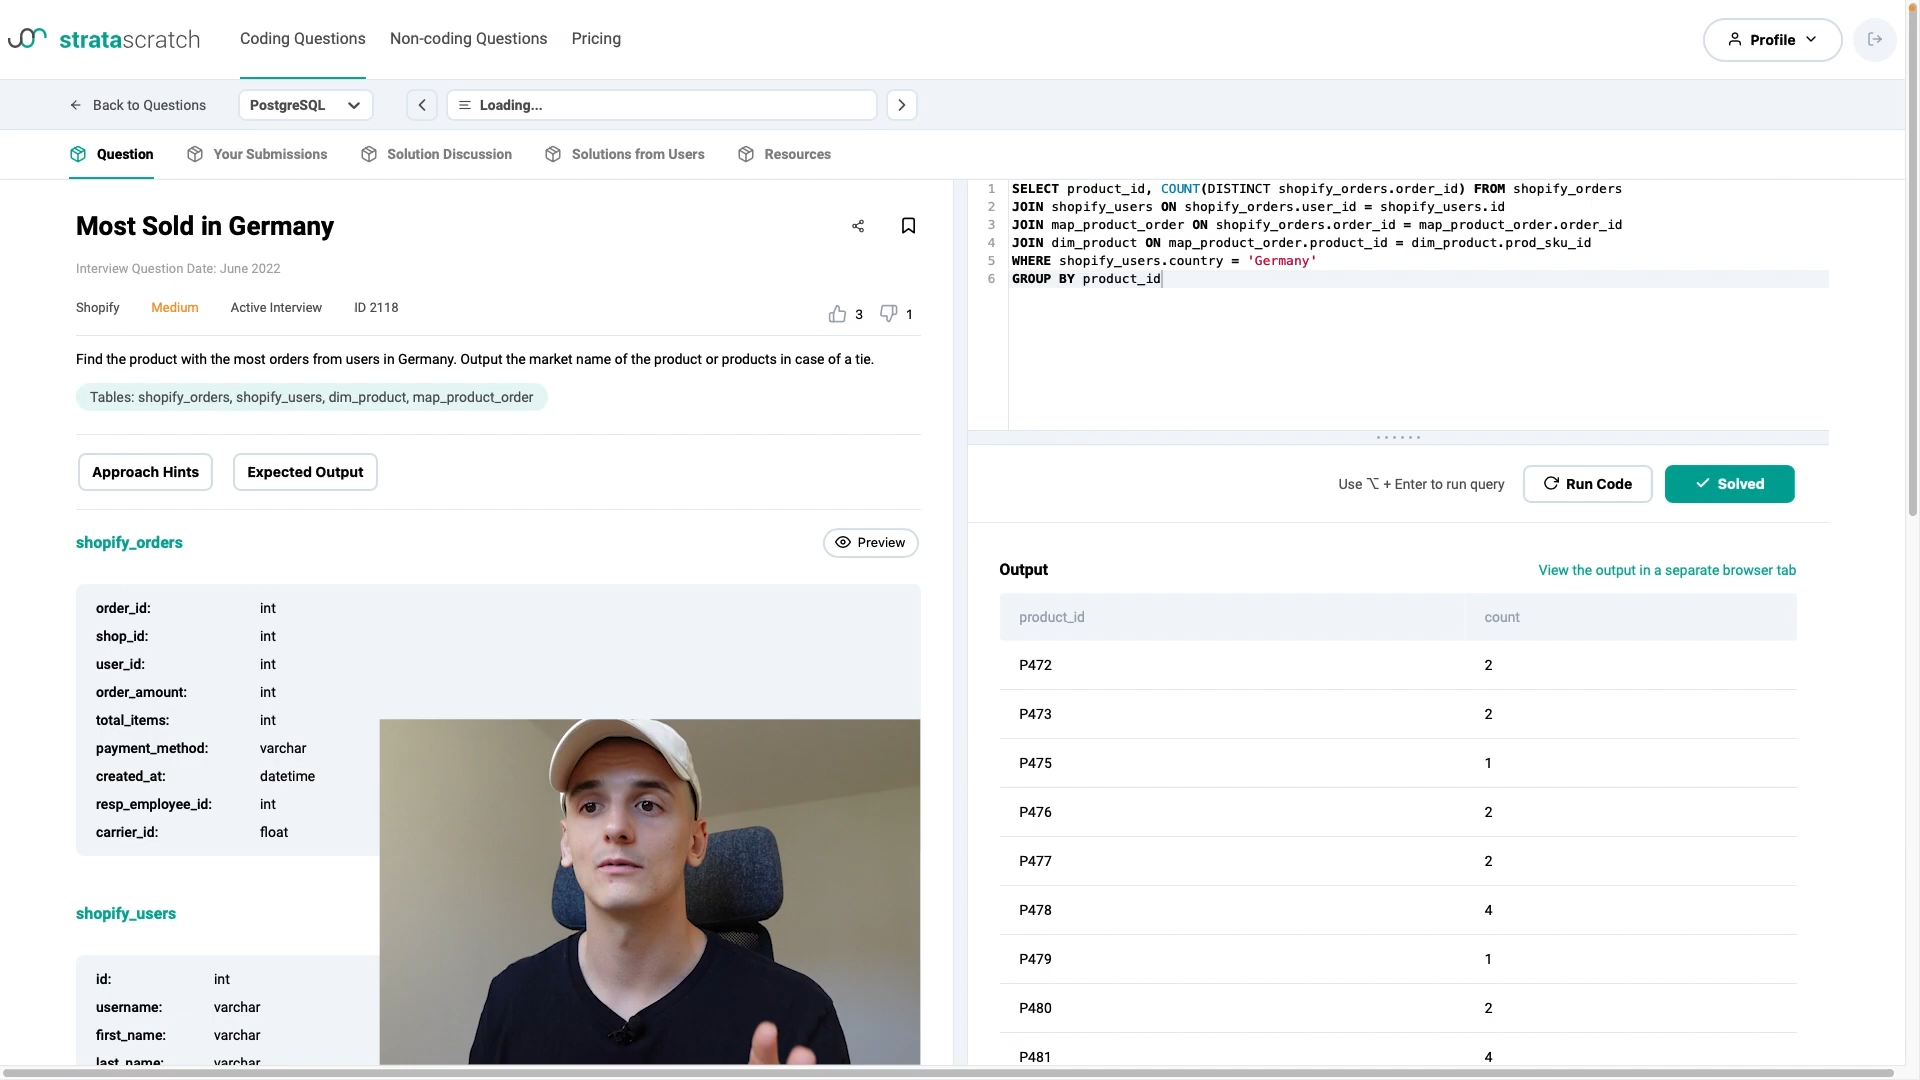 stratascratch
Coding Questions
Non-coding Questions
Pricing
Profile
Back to Questions
PostgreSQL
Loading...
Question
Your Submissions
Solution Discussion
Solutions from Users
Resources
Most Sold in Germany
Interview Question Date: June 2022
Shopify
Medium
Active Interview
ID 2118
3
1
Find the product with the most orders from users in Germany. Output the market name of the product or products in case of a tie.
Tables: shopify_orders, shopify_users, dim_product, map_product_order
Approach Hints
Expected Output
shopify_orders
Preview
order_id: int
shop_id: int
user_id: int
order_amount: int
total_items: int
payment_method: varchar
created_at: datetime
resp_employee_id: int
carrier_id: float
shopify_users
id: int
username: varchar
first_name: varchar
last_name: varchar
1 SELECT product_id, COUNT(DISTINCT shopify_orders.order_id) FROM shopify_orders
2 JOIN shopify_users ON shopify_orders.user_id = shopify_users.id
3 JOIN map_product_order ON shopify_orders.order_id = map_product_order.order_id
4 JOIN dim_product ON map_product_order.product_id = dim_product.prod_sku_id
5 WHERE shopify_users.country = 'Germany'
6 GROUP BY product_id
Use ⌥ + Enter to run query
Run Code
Solved
Output
View the output in a separate browser tab
product_id count
P472 2
P473 2
P475 1
P476 2
P477 2
P478 4
P479 1
P480 2
P481 4